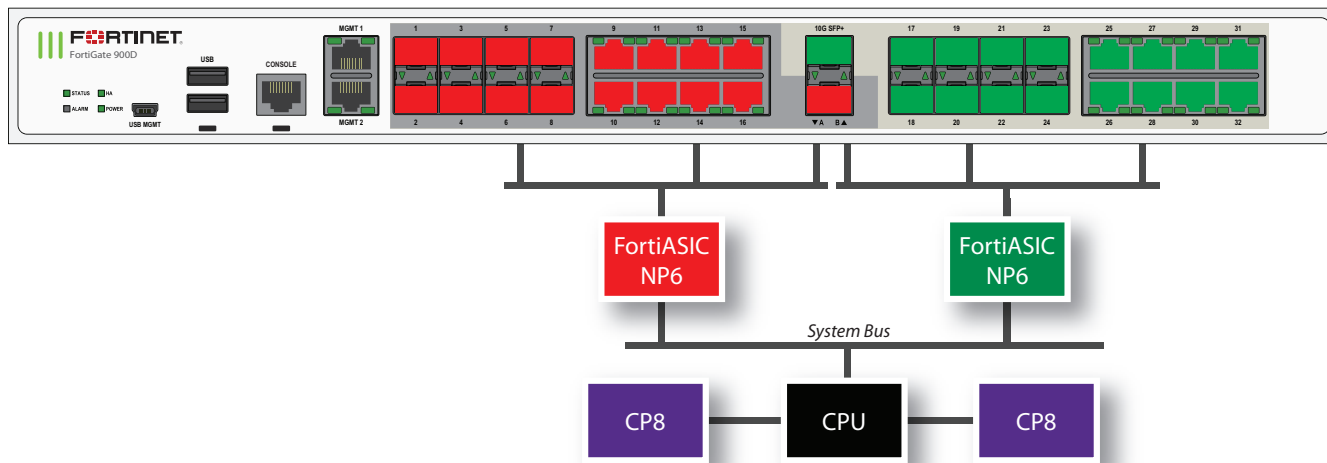 FORTINET
FortiGate 900D
STATUS HA
ALARM POWER
USB MGMT
USB
CONSOLE
MGMT 1
MGMT 2
1 3 5 7
2 4 6 8
9 11 13 15
10 12 14 16
10G SFP+
▼A B▲
17 19 21 23
18 20 22 24
25 27 29 31
26 28 30 32
FortiASIC
NP6
FortiASIC
NP6
System Bus
CP8
CPU
CP8